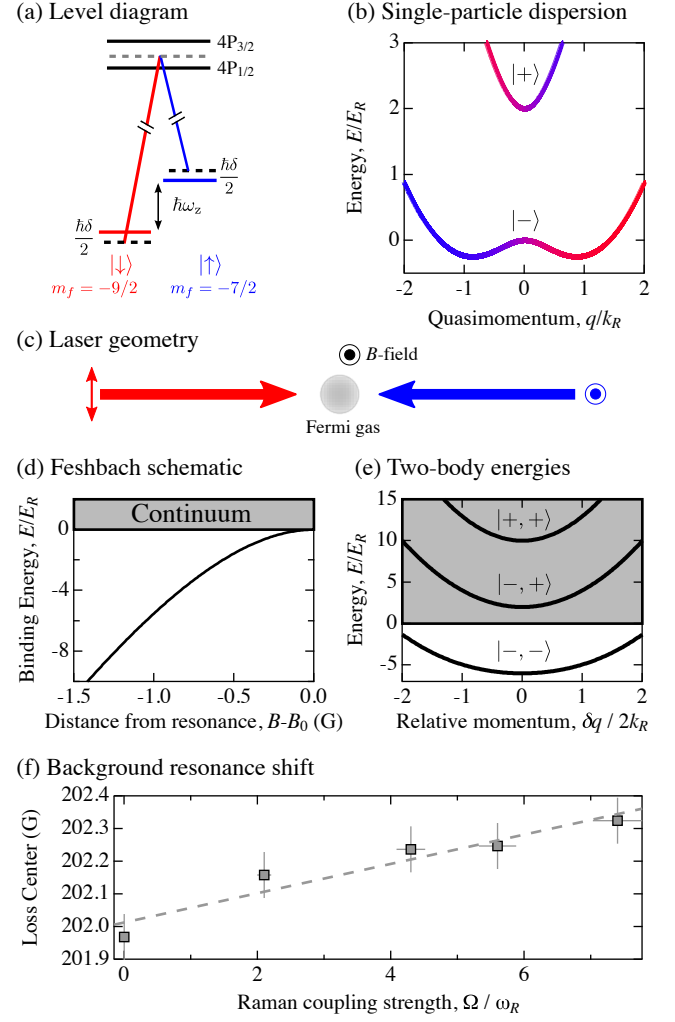 (a) Level diagram
4P3/2
4P1/2
ħδ
2
ħωz
ħδ
2
|↓⟩
mf = −9/2
|↑⟩
mf = −7/2
(b) Single-particle dispersion
Energy, E/ER
3
2
1
0
|+⟩
|−⟩
-2 -1 0 1 2
Quasimomentum, q/kR
(c) Laser geometry
B-field
Fermi gas
(d) Feshbach schematic
Binding Energy, E/ER
0
-4
-8
Continuum
-1.5 -1.0 -0.5 0.0
Distance from resonance, B-B0 (G)
(e) Two-body energies
Energy, E/ER
15
10
5
0
-5
|+, +⟩
|−, +⟩
|−, −⟩
-2 -1 0 1 2
Relative momentum, δq / 2kR
(f) Background resonance shift
Loss Center (G)
202.4
202.3
202.2
202.1
202.0
201.9
0 2 4 6
Raman coupling strength, Ω / ωR